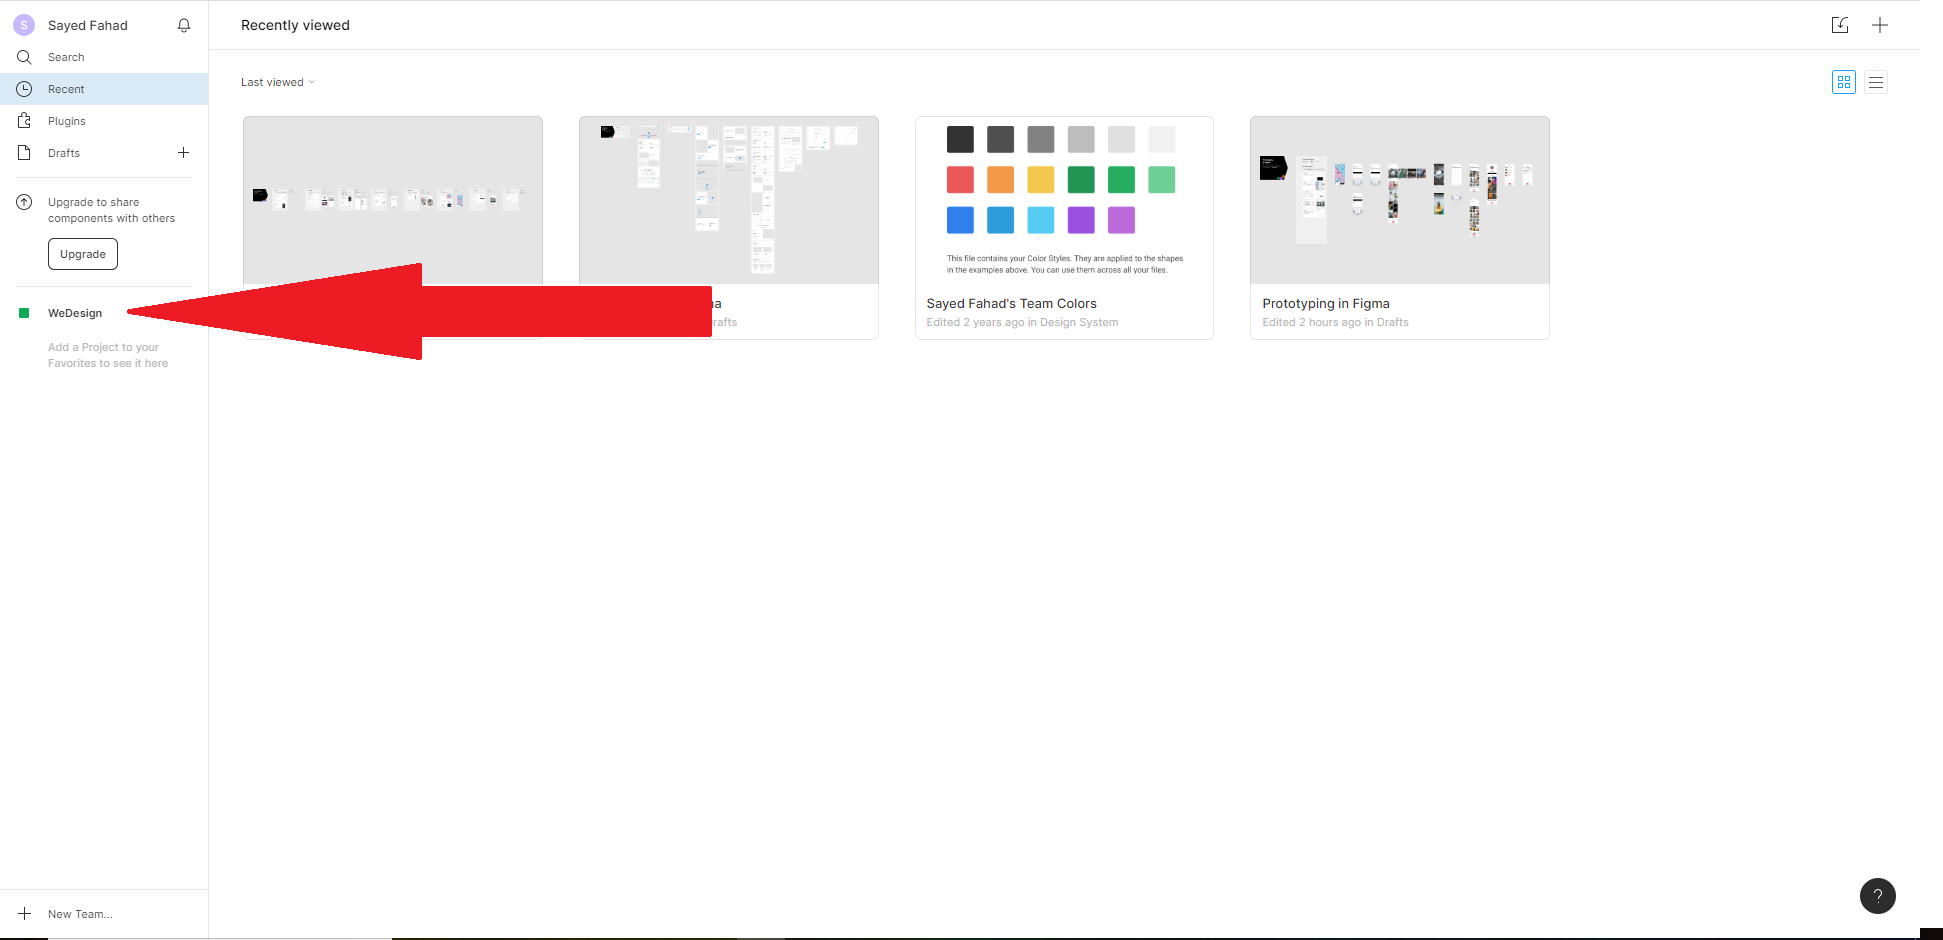 S
Sayed Fahad
Search
Recent
Plugins
Drafts
Upgrade to share
components with others
Upgrade
WeDesign
Add a Project to your
Favorites to see it here
New Team...
Recently viewed
Last viewed
This file contains your Color Styles. They are applied to the shapes
in the examples above. You can use them across all your files.
Sayed Fahad's Team Colors
Edited 2 years ago in Design System
Prototyping in Figma
Edited 2 hours ago in Drafts
?